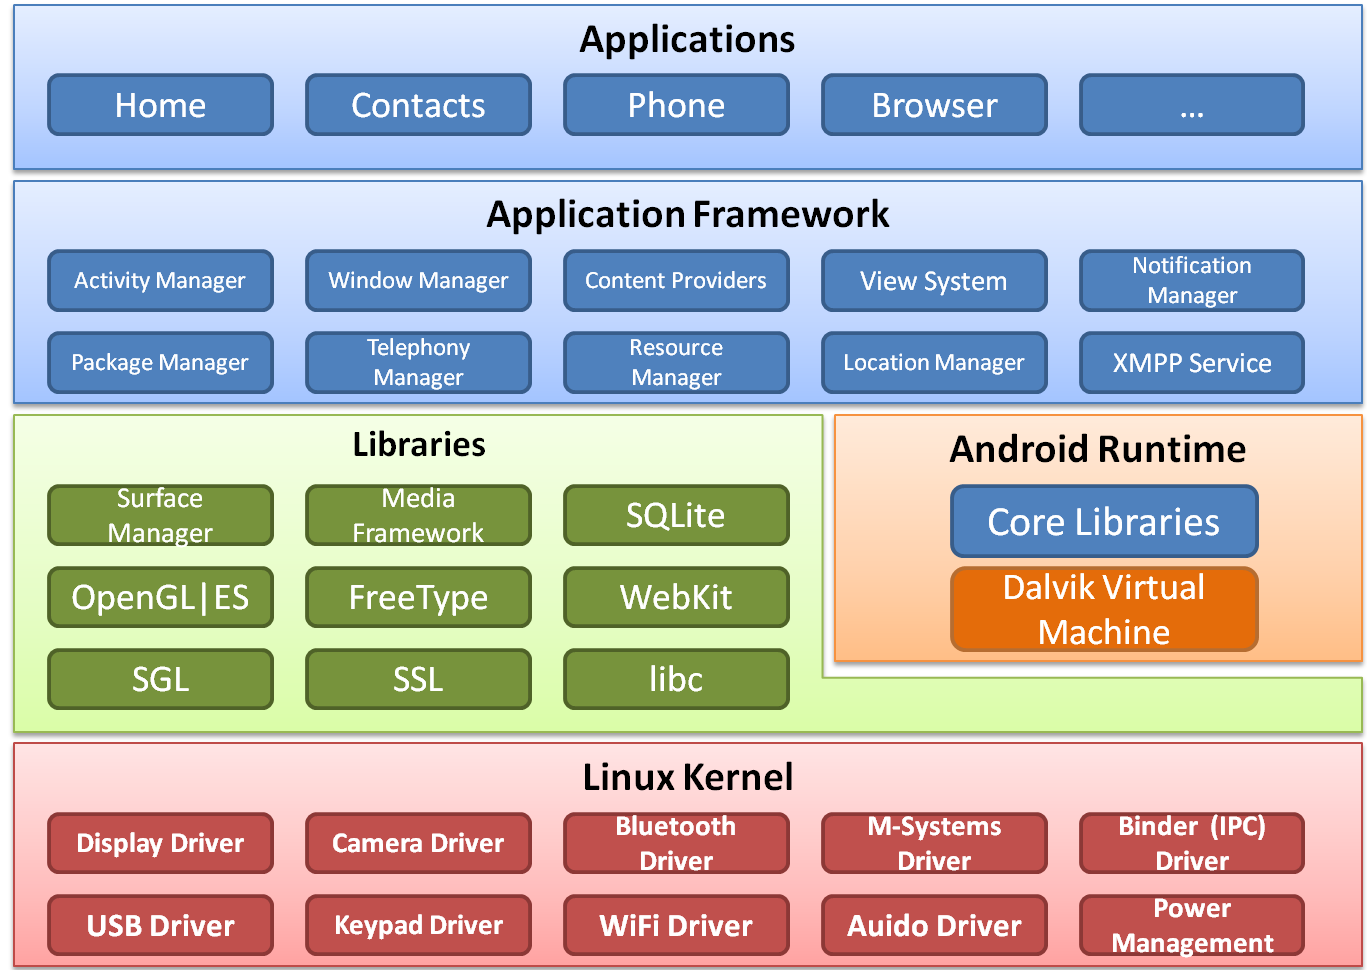 Applications
Home
Contacts
Phone
Browser
...
Application Framework
Activity Manager
Window Manager
Content Providers
View System
Notification
Manager
Package Manager
Telephony
Manager
Resource
Manager
Location Manager
XMPP Service
Libraries
Surface
Manager
Media
Framework
SQLite
OpenGL|ES
FreeType
WebKit
SGL
SSL
libc
Android Runtime
Core Libraries
Dalvik Virtual
Machine
Linux Kernel
Display Driver
Camera Driver
Bluetooth
Driver
M-Systems
Driver
Binder (IPC)
Driver
USB Driver
Keypad Driver
WiFi Driver
Auido Driver
Power
Management